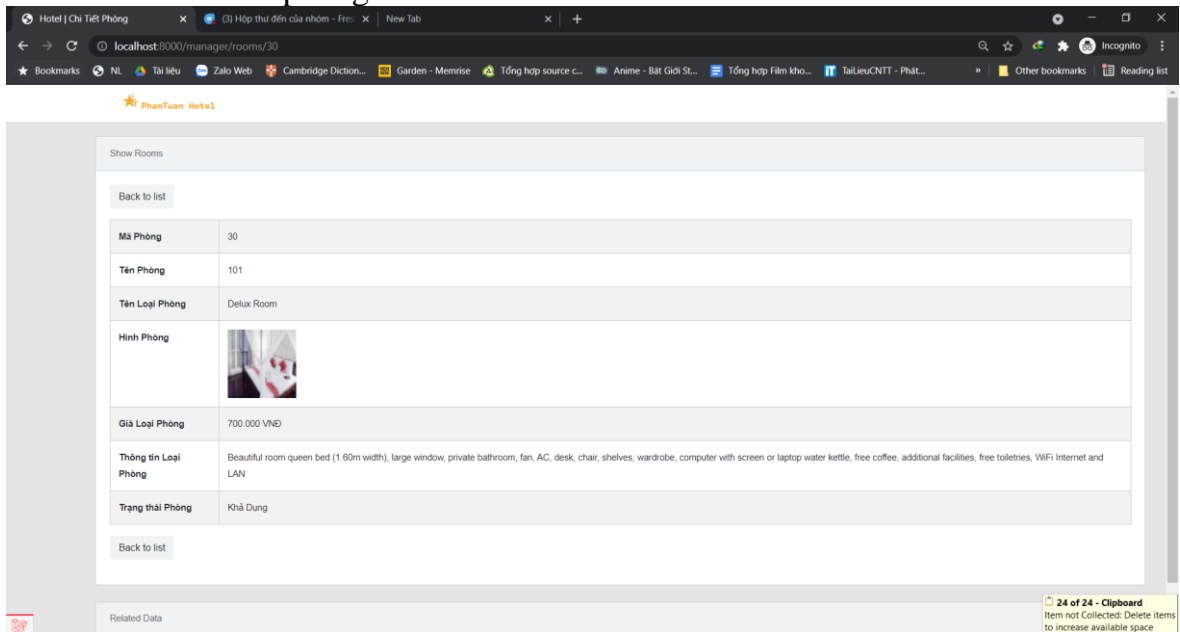 Hotel | Chi Tiết Phòng
(3) Hộp thư đến của nhóm - Fres
New Tab
localhost:8000/manager/rooms/30
Incognito
Bookmarks
NL
Tài liệu
Zalo Web
Cambridge Diction...
Garden - Memrise
Tổng hợp source c...
Anime - Bát Giới St...
Tổng hợp Film kho...
TaiLieuCNTT - Phát...
»
Other bookmarks
Reading list
PhamTuan Hotel
Show Rooms
Back to list
Mã Phòng 30
Tên Phòng 101
Tên Loại Phòng Delux Room
Hình Phòng
Giá Loại Phòng 700.000 VNĐ
Thông tin Loại Phòng
Beautiful room queen bed (1.60m width), large window, private bathroom, fan, AC, desk, chair, shelves, wardrobe, computer with screen or laptop water kettle, free coffee, additional facilities, free toiletries, WiFi Internet and
LAN
Trạng thái Phòng Khả Dung
Back to list
Related Data
24 of 24 - Clipboard
Item not Collected: Delete items
to increase available space